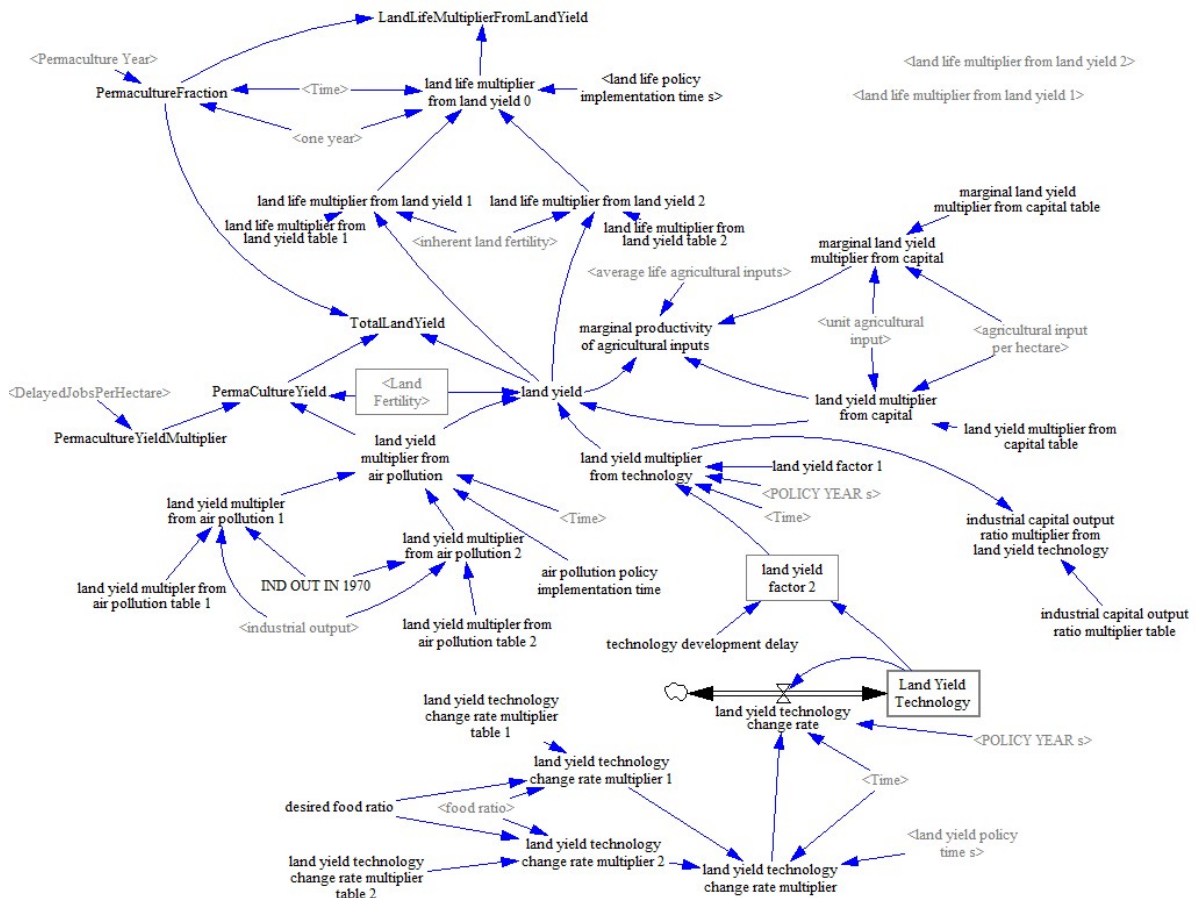 LandLifeMultiplierFromLandYield
<Permaculture Year>
PermacultureFraction
<Time>
land life multiplier
from land yield 0
<land life policy
implementation time s>
<land life multiplier from land yield 2>
<land life multiplier from land yield 1>
<one year>
land life multiplier from land yield 1
land life multiplier from land yield 2
land life multiplier from
land yield table 1
<inherent land fertility>
land life multiplier from
land yield table 2
marginal land yield
multiplier from capital table
marginal land yield
multiplier from capital
<average life agricultural inputs>
TotalLandYield
marginal productivity
of agricultural inputs
<unit agricultural
input>
<agricultural input
per hectare>
<DelayedJobsPerHectare>
PermaCultureYield
<Land
Fertility>
land yield
land yield multiplier
from capital
PermacultureYieldMultiplier
land yield multiplier from
capital table
land yield
multiplier from
air pollution
land yield multiplier
from technology
land yield factor 1
<POLICY YEAR s>
<Time>
land yield multipler
from air pollution 1
<Time>
industrial capital output
ratio multiplier from
land yield technology
land yield multipler
from air pollution 2
land yield multipler from
air pollution table 1
IND OUT IN 1970
air pollution policy
implementation time
land yield
factor 2
<industrial output>
land yield multipler from
air pollution table 2
industrial capital output
ratio multiplier table
technology development delay
Land Yield
Technology
land yield technology
change rate multiplier
table 1
land yield technology
change rate
<POLICY YEAR s>
land yield technology
change rate multiplier 1
<Time>
desired food ratio
<food ratio>
land yield technology
change rate multiplier 2
<land yield policy
time s>
land yield technology
change rate multiplier
table 2
land yield technology
change rate multiplier